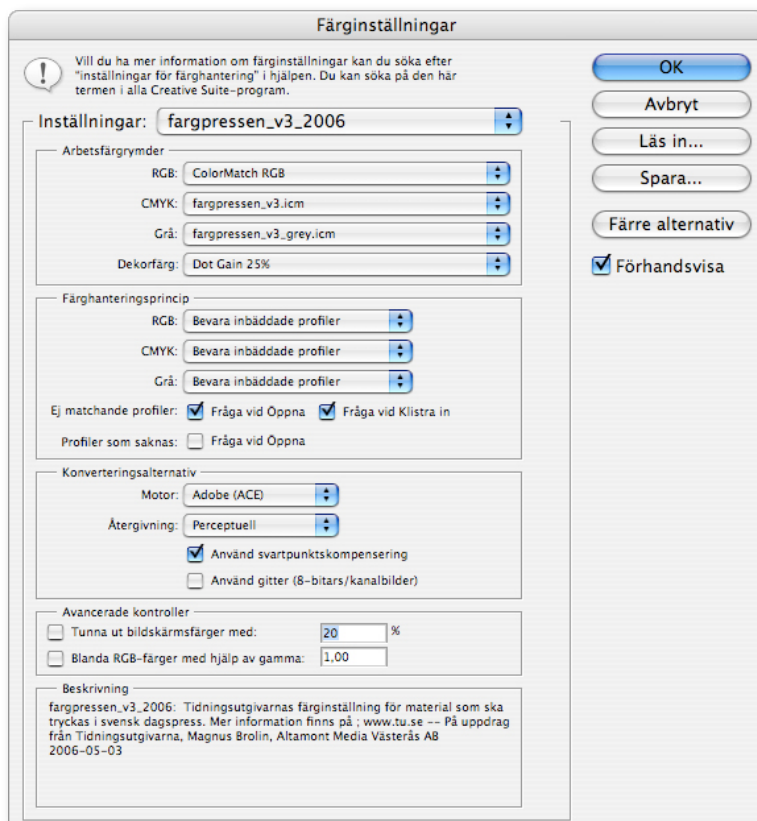 Färginställningar
Vill du ha mer information om färginställningar kan du söka efter
"inställningar för färghantering" i hjälpen. Du kan söka på den här
termen i alla Creative Suite-program.
OK
Avbryt
Läs in...
Spara...
Färre alternativ
Förhandsvisa
Inställningar: fargpressen_v3_2006
Arbetsfärgrymder
RGB: ColorMatch RGB
CMYK: fargpressen_v3.icm
Grå: fargpressen_v3_grey.icm
Dekorfärg: Dot Gain 25%
Färghanteringsprincip
RGB: Bevara inbäddade profiler
CMYK: Bevara inbäddade profiler
Grå: Bevara inbäddade profiler
Ej matchande profiler: Fråga vid Öppna Fråga vid Klistra in
Profiler som saknas: Fråga vid Öppna
Konverteringsalternativ
Motor: Adobe (ACE)
Återgivning: Perceptuell
Använd svartpunktskompensering
Använd gitter (8-bitars/kanalbilder)
Avancerade kontroller
Tunna ut bildskärmsfärger med: 20 %
Blanda RGB-färger med hjälp av gamma: 1,00
Beskrivning
fargpressen_v3_2006: Tidningsutgivarnas färginställning för material som ska
tryckas i svensk dagspress. Mer information finns på ; www.tu.se -- På uppdrag
från Tidningsutgivarna, Magnus Brolin, Altamont Media Västerås AB
2006-05-03